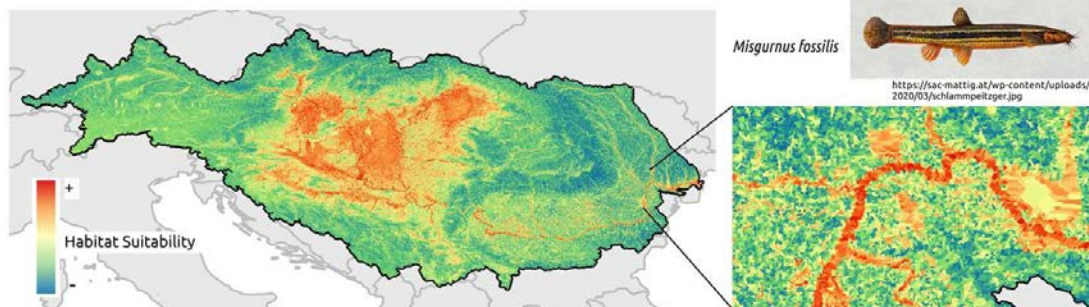 Misgurnus fossilis
https://sac-mattig.at/wp-content/uploads/
2020/03/schlammpeitzger.jpg
+
Habitat Suitability
-